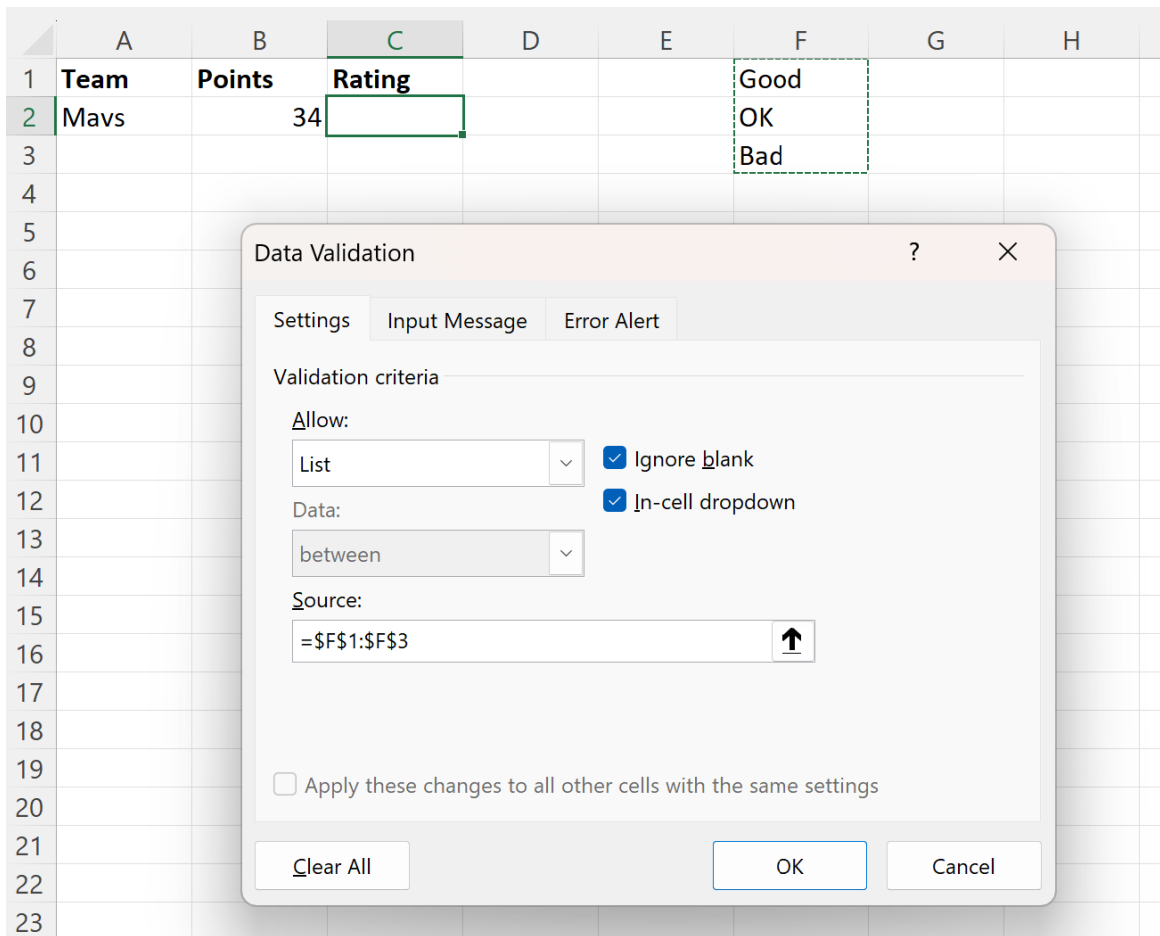 A B C D E F G H
1 Team Points Rating Good
2 Mavs 34 OK
3 Bad
4
5
Data Validation ? ×
6
7
Settings Input Message Error Alert
8
9
Validation criteria
10
Allow:
11
List Ignore blank
12
In-cell dropdown
Data:
13
14
between
15
Source:
16
=$F$1:$F$3
17
18
19
Apply these changes to all other cells with the same settings
20
21
22
Clear All OK Cancel
23